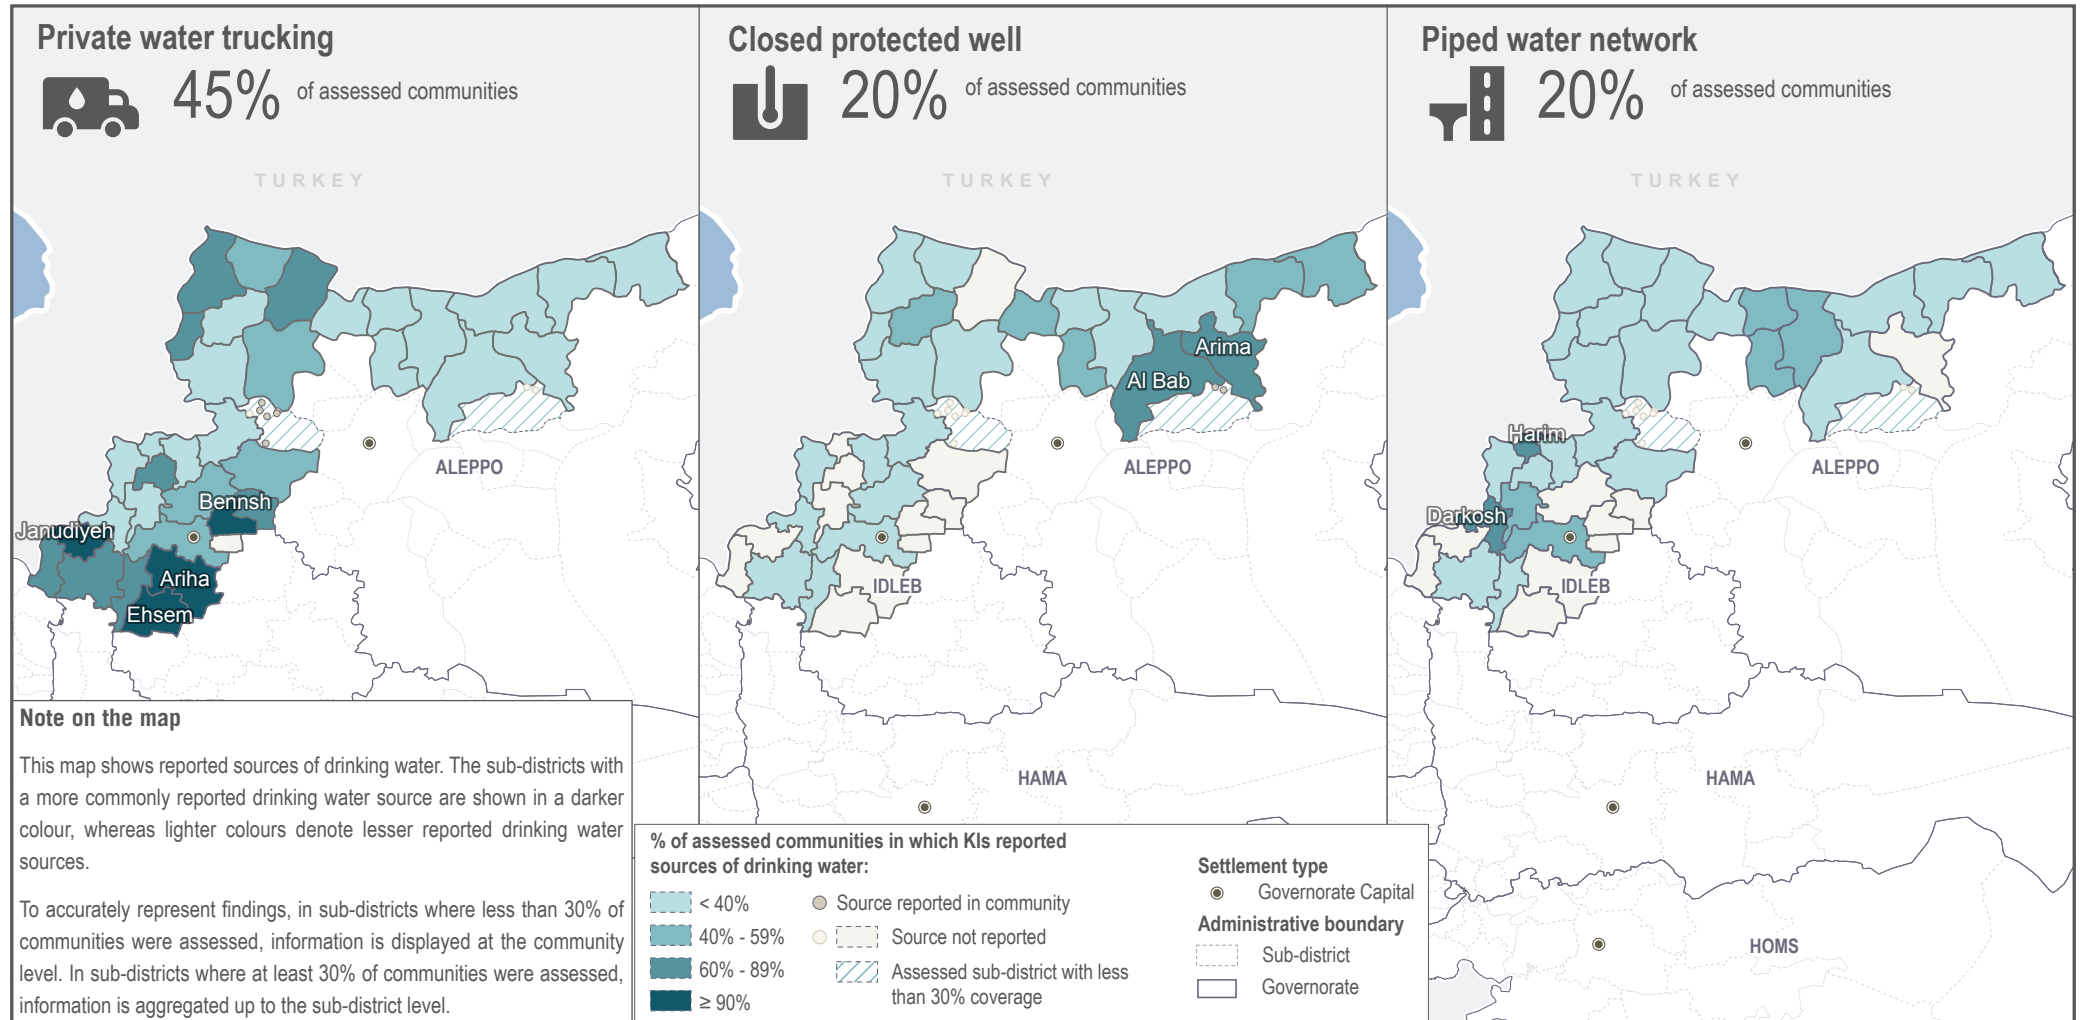 Private water trucking
45% of assessed communities
TURKEY
Bennsh
Janudiyeh
Ariha
Ehsem
ALEPPO
Closed protected well
20% of assessed communities
TURKEY
Arima
Al Bab
ALEPPO
IDLEB
HAMA
Piped water network
20% of assessed communities
TURKEY
Harim
Darkosh
ALEPPO
IDLEB
HAMA
HOMS
Note on the map
This map shows reported sources of drinking water. The sub-districts with
a more commonly reported drinking water source are shown in a darker
colour, whereas lighter colours denote lesser reported drinking water
sources.
To accurately represent findings, in sub-districts where less than 30% of
communities were assessed, information is displayed at the community
level. In sub-districts where at least 30% of communities were assessed,
information is aggregated up to the sub-district level.
% of assessed communities in which KIs reported
sources of drinking water:
< 40%
40% - 59%
60% - 89%
≥ 90%
Source reported in community
Source not reported
Assessed sub-district with less
than 30% coverage
Settlement type
Governorate Capital
Administrative boundary
Sub-district
Governorate